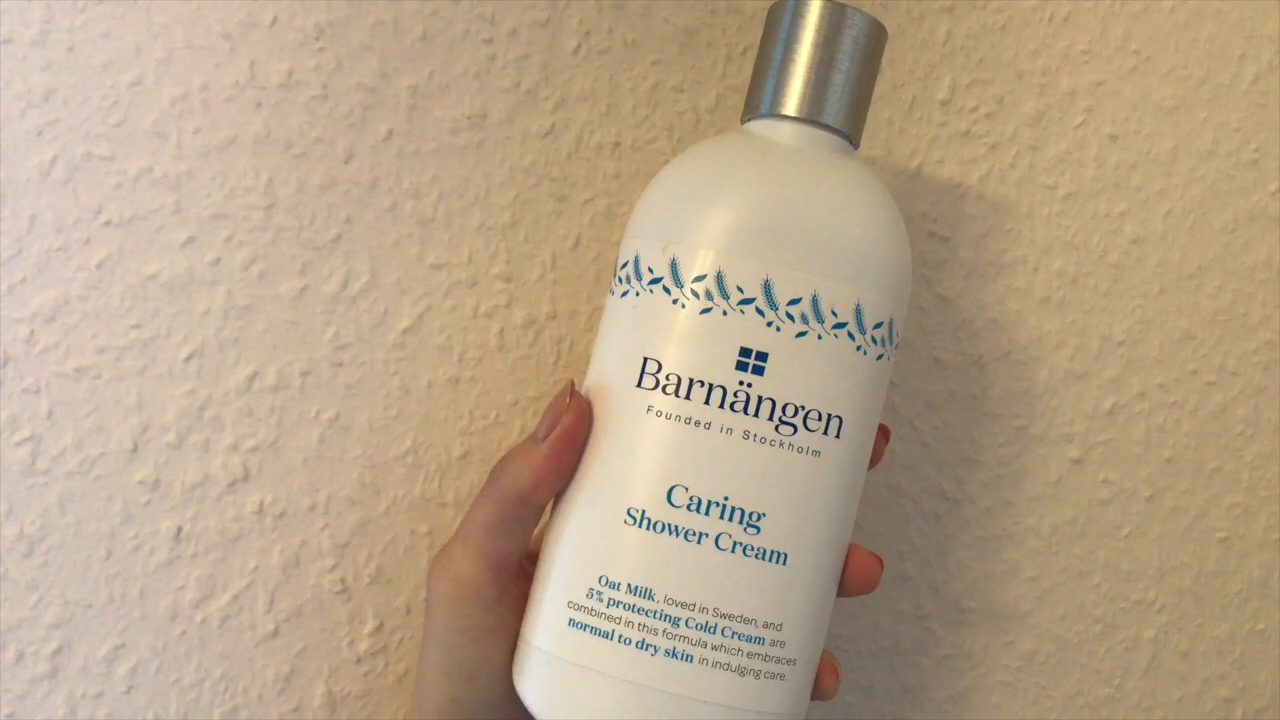 Barnängen
Founded in Stockholm
Caring
Shower Cream
Oat Milk, loved in Sweden, and
5% protecting Cold Cream are
combined in this formula which embraces
normal to dry skin in indulging care.